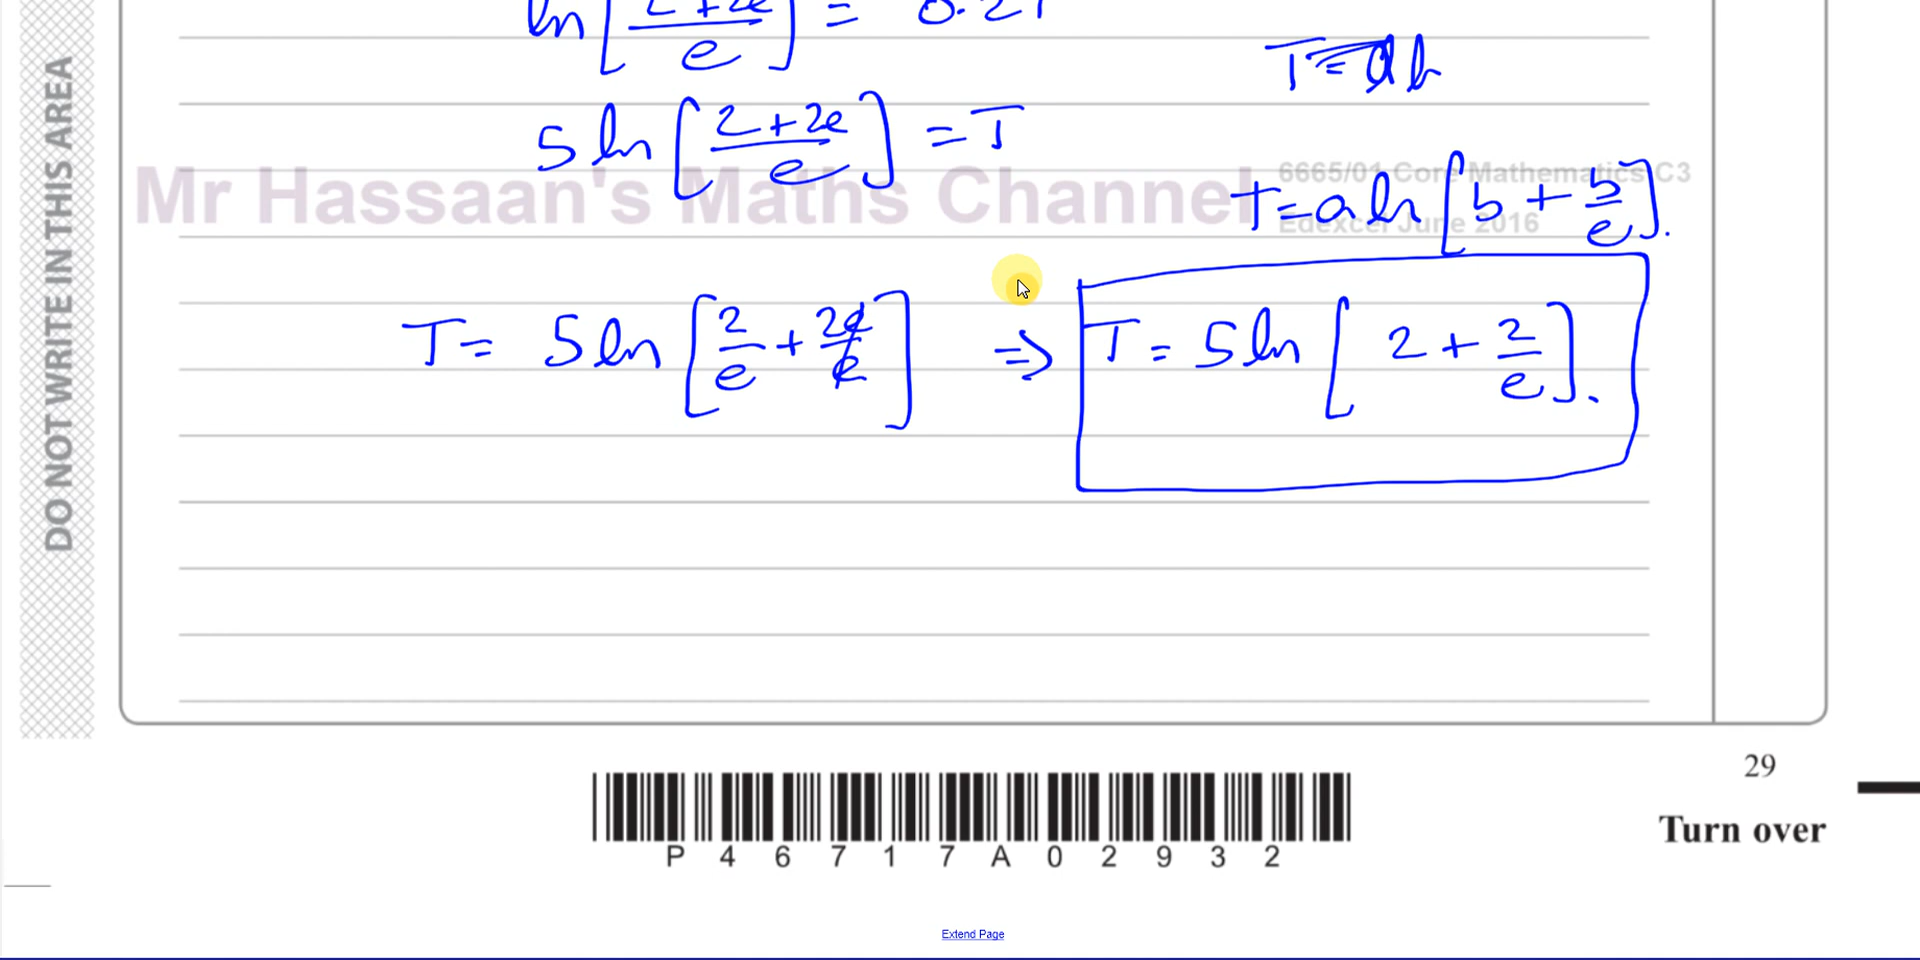 ln[(2+2e)/e] = 0.2T
T=ab
5 ln[(2+2e)/e] = T
Mr Hassaan's Maths Channel
6665/01 Core Mathematics C3
Edexcel June 2016
T=a ln[b + b/e].
T = 5 ln[2/e + 2e/e] ⇒ T = 5 ln[2 + 2/e].
DO NOT WRITE IN THIS AREA
29
Turn over
P 4 6 7 1 7 A 0 2 9 3 2
Extend Page